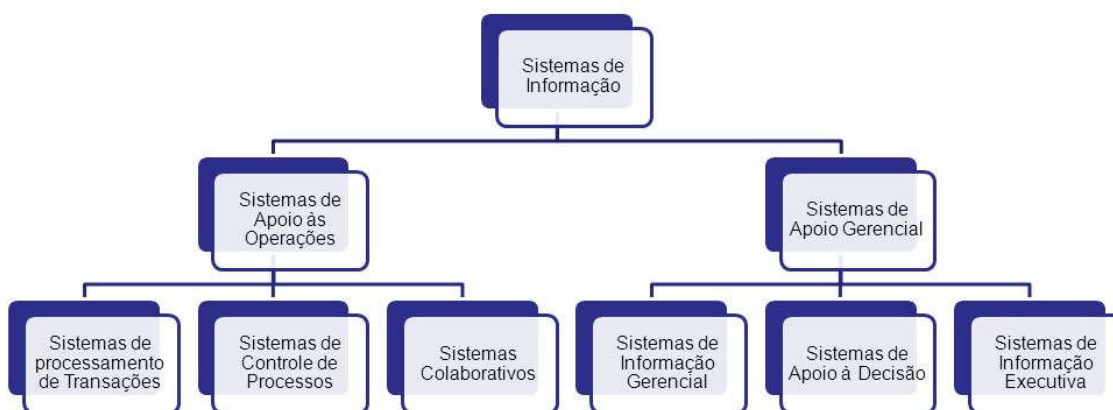 Sistemas de
Informação
Sistemas de
Apoio às
Operações
Sistemas de
Apoio Gerencial
Sistemas de
processamento
de Transações
Sistemas de
Controle de
Processos
Sistemas
Colaborativos
Sistemas de
Informação
Gerencial
Sistemas de
Apoio à Decisão
Sistemas de
Informação
Executiva